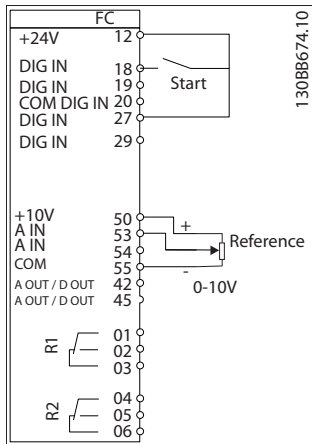 FC
+24V 12
DIG IN 18
DIG IN 19
COM DIG IN 20
DIG IN 27
DIG IN 29
Start
+10V 50
A IN 53
A IN 54
COM 55
A OUT / D OUT 42
A OUT / D OUT 45
+
Reference
-
0-10V
R1
01
02
03
R2
04
05
06
130BB674.10